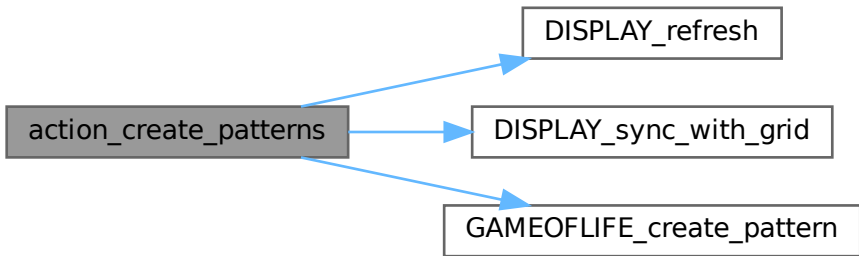 DISPLAY_refresh
action_create_patterns
DISPLAY_sync_with_grid
GAMEOFLIFE_create_pattern